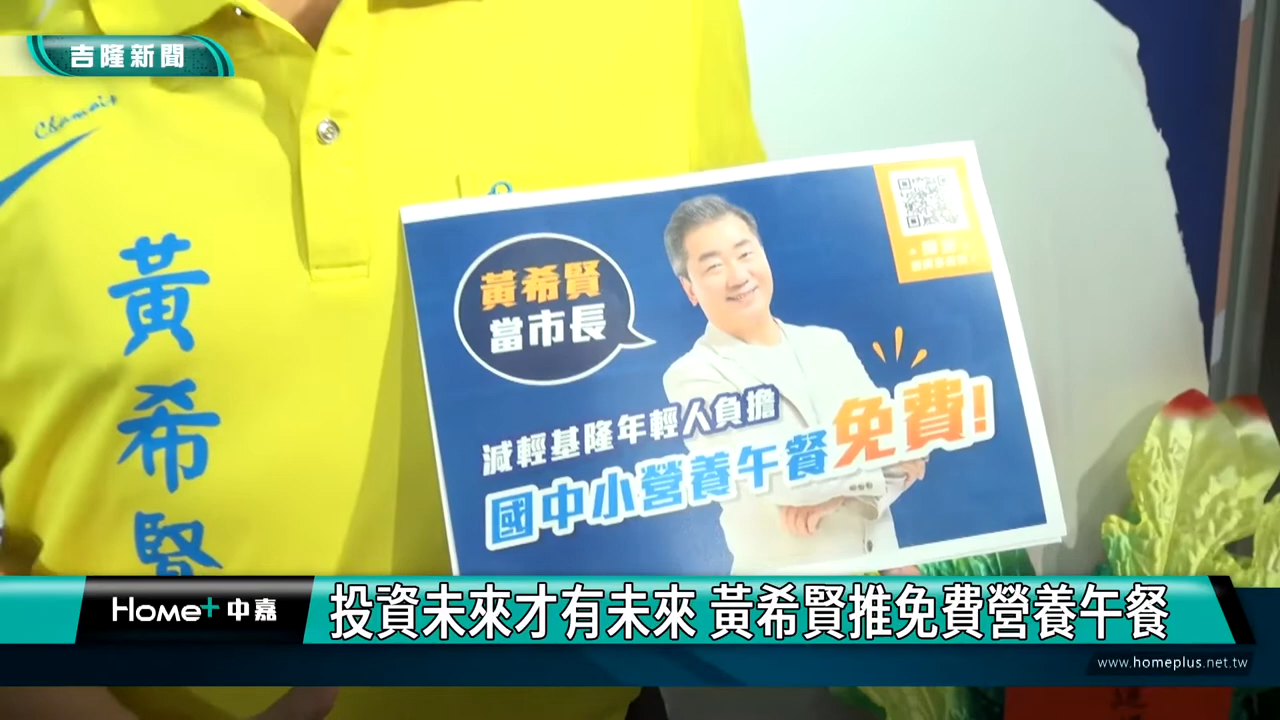 吉隆新聞
Chamois
黃希賢
黃希賢
當市長
減輕基隆年輕人負擔
國中小營養午餐免費!
Home+ 中嘉
投資未來才有未來 黃希賢推免費營養午餐
www.homeplus.net.tw